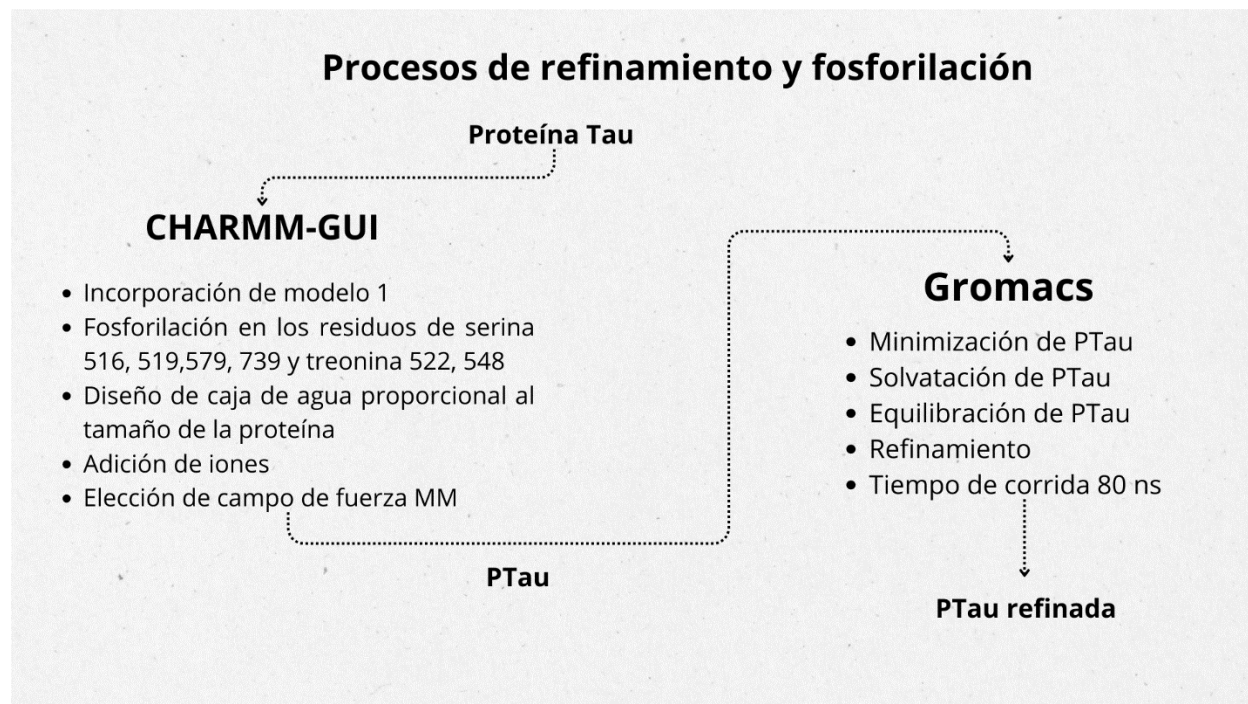 Procesos de refinamiento y fosforilación
Proteína Tau
CHARMM-GUI
• Incorporación de modelo 1
• Fosforilación en los residuos de serina
516, 519,579, 739 y treonina 522, 548
• Diseño de caja de agua proporcional al
tamaño de la proteína
• Adición de iones
• Elección de campo de fuerza MM
PTau
Gromacs
• Minimización de PTau
• Solvatación de PTau
• Equilibración de PTau
• Refinamiento
• Tiempo de corrida 80 ns
PTau refinada